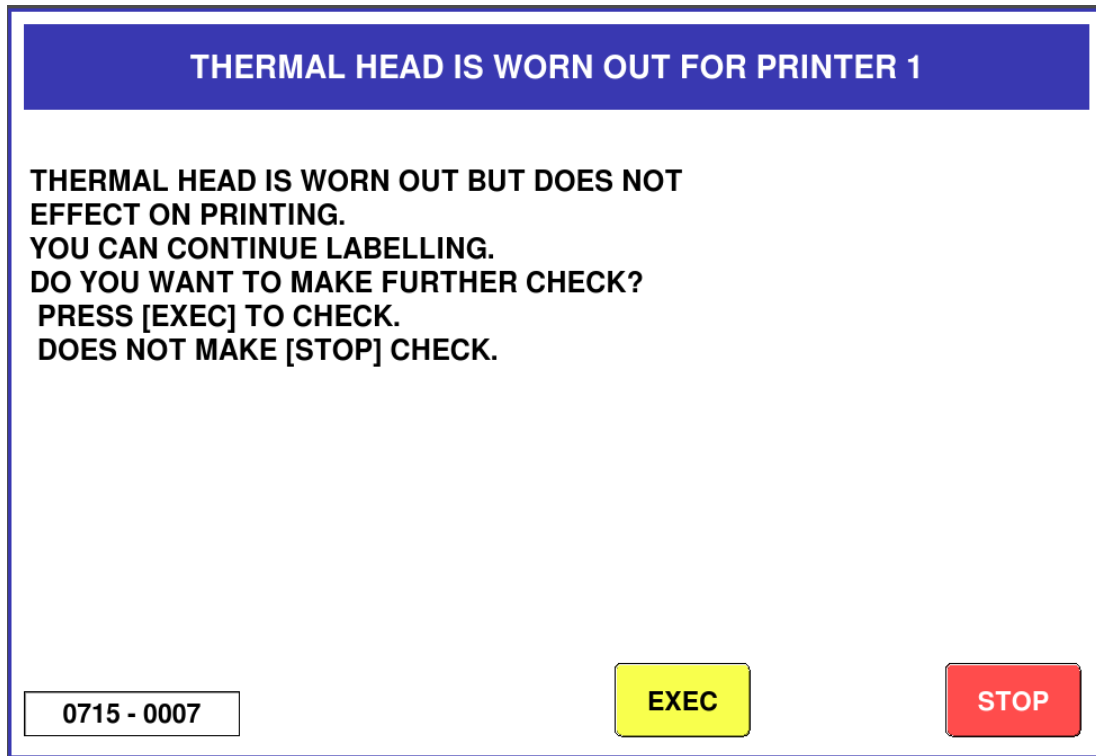 THERMAL HEAD IS WORN OUT FOR PRINTER 1
THERMAL HEAD IS WORN OUT BUT DOES NOT
EFFECT ON PRINTING.
YOU CAN CONTINUE LABELLING.
DO YOU WANT TO MAKE FURTHER CHECK?
PRESS [EXEC] TO CHECK.
DOES NOT MAKE [STOP] CHECK.
0715 - 0007
EXEC
STOP